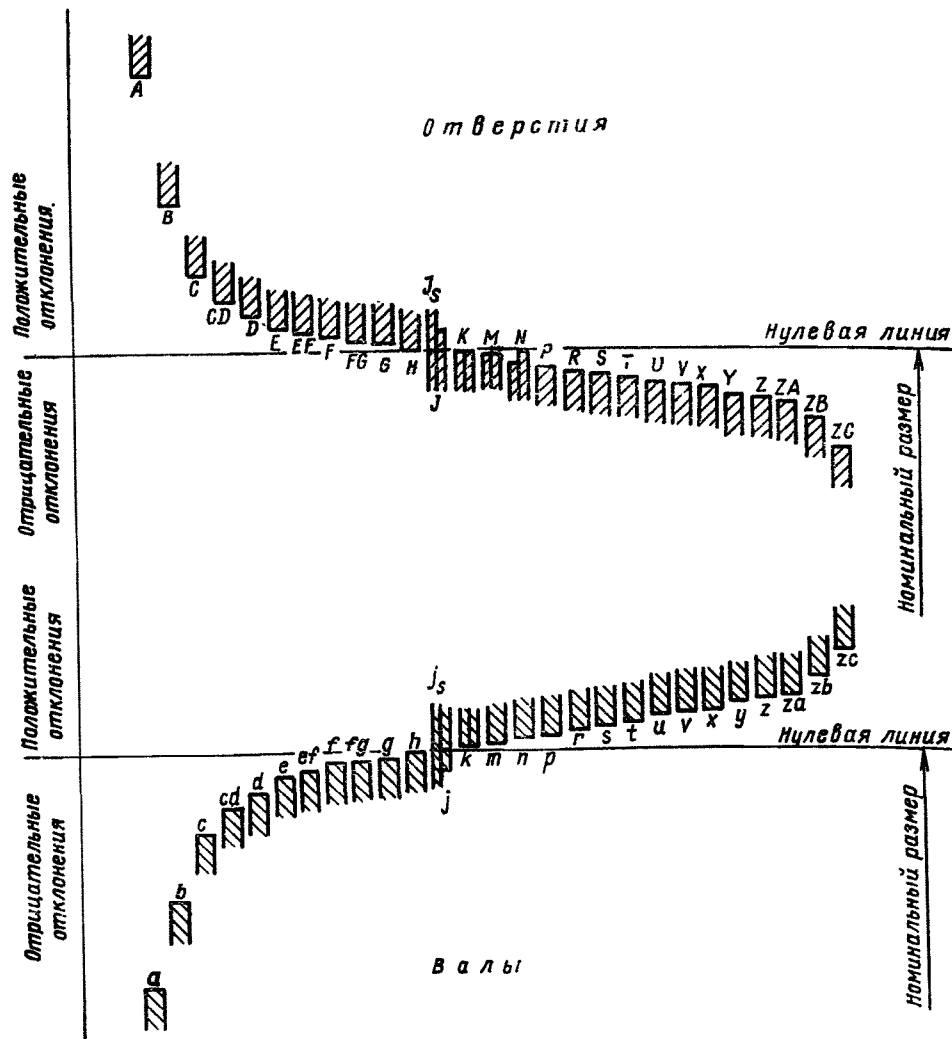 Отверстия
Положительные
отклонения.
A
B
C
CD
D
E
EF
F
FG
G
H
Js
J
K
M
N
P
R
S
T
U
V
X
Y
Z
ZA
ZB
ZC
Нулевая линия
Отрицательные
отклонения
Номинальный размер
Положительные
отклонения
js
j
k
m
n
p
r
s
t
u
v
x
y
z
za
zb
zc
Нулевая линия
a
b
c
cd
d
e
ef
f
fg
g
h
Отрицательные
отклонения
Номинальный размер
Валы